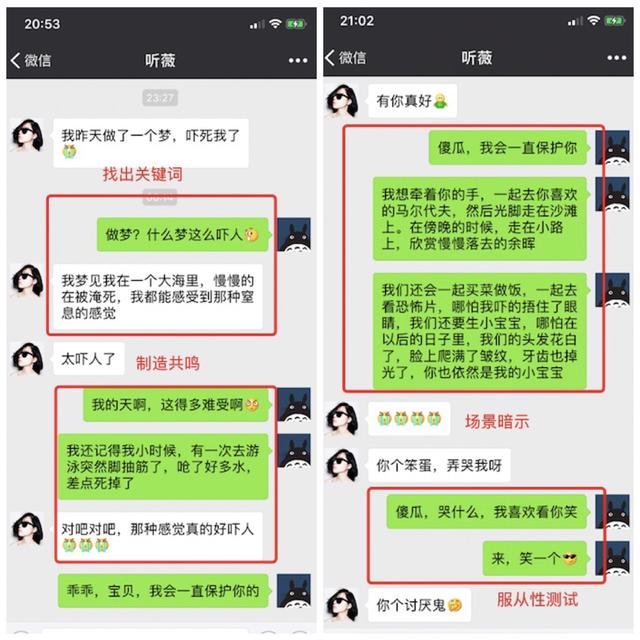 20:53
微信
听薇
23:27
我昨天做了一个梦，吓死我了
找出关键词
做梦？什么梦这么吓人
我梦见我在一个大海里，慢慢的
在被淹死，我都能感受到那种窒
息的感觉
太吓人了
制造共鸣
我的天啊，这得多难受啊
我还记得我小时候，有一次去游
泳突然脚抽筋了，呛了好多水，
差点死掉了
对吧对吧，那种感觉真的好吓人
乖乖，宝贝，我会一直保护你的
21:02
微信
听薇
有你真好
傻瓜，我会一直保护你
我想牵着你的手，一起去你喜欢
的马尔代夫，然后光脚走在沙滩
上。在傍晚的时候，走在小路
上，欣赏慢慢落去的余晖
我们还会一起买菜做饭，一起去
看恐怖片，哪怕我吓的捂住了眼
睛，我们还要生小宝宝，哪怕在
以后的日子里，我们的头发花白
了，脸上爬满了皱纹，牙齿也掉
光了，你也依然是我的小宝宝
场景暗示
你个笨蛋，弄哭我呀
傻瓜，哭什么，我喜欢看你笑
来，笑一个
服从性测试
你个讨厌鬼